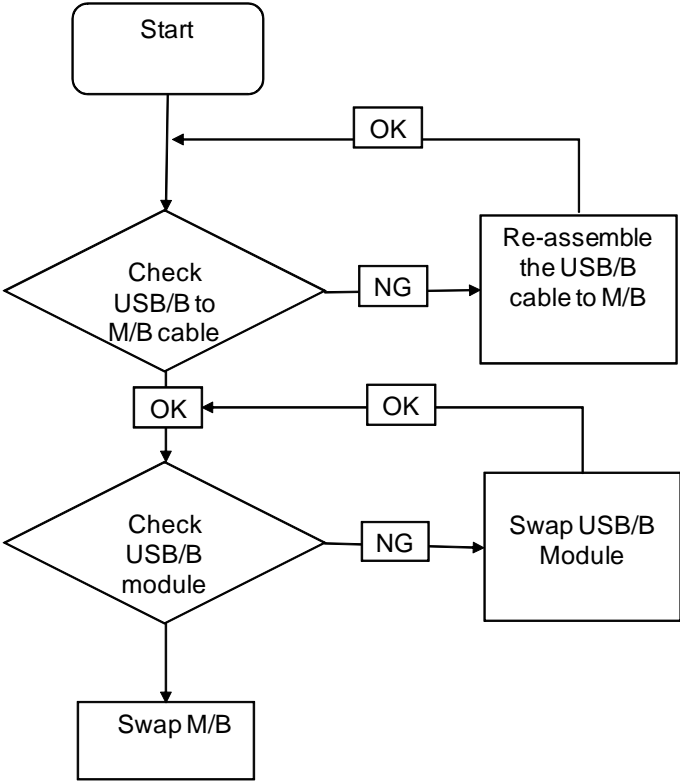 Start
OK
Check
USB/B to
M/B cable
NG
Re-assemble
the USB/B
cable to M/B
OK
OK
Check
USB/B
module
NG
Swap USB/B
Module
Swap M/B